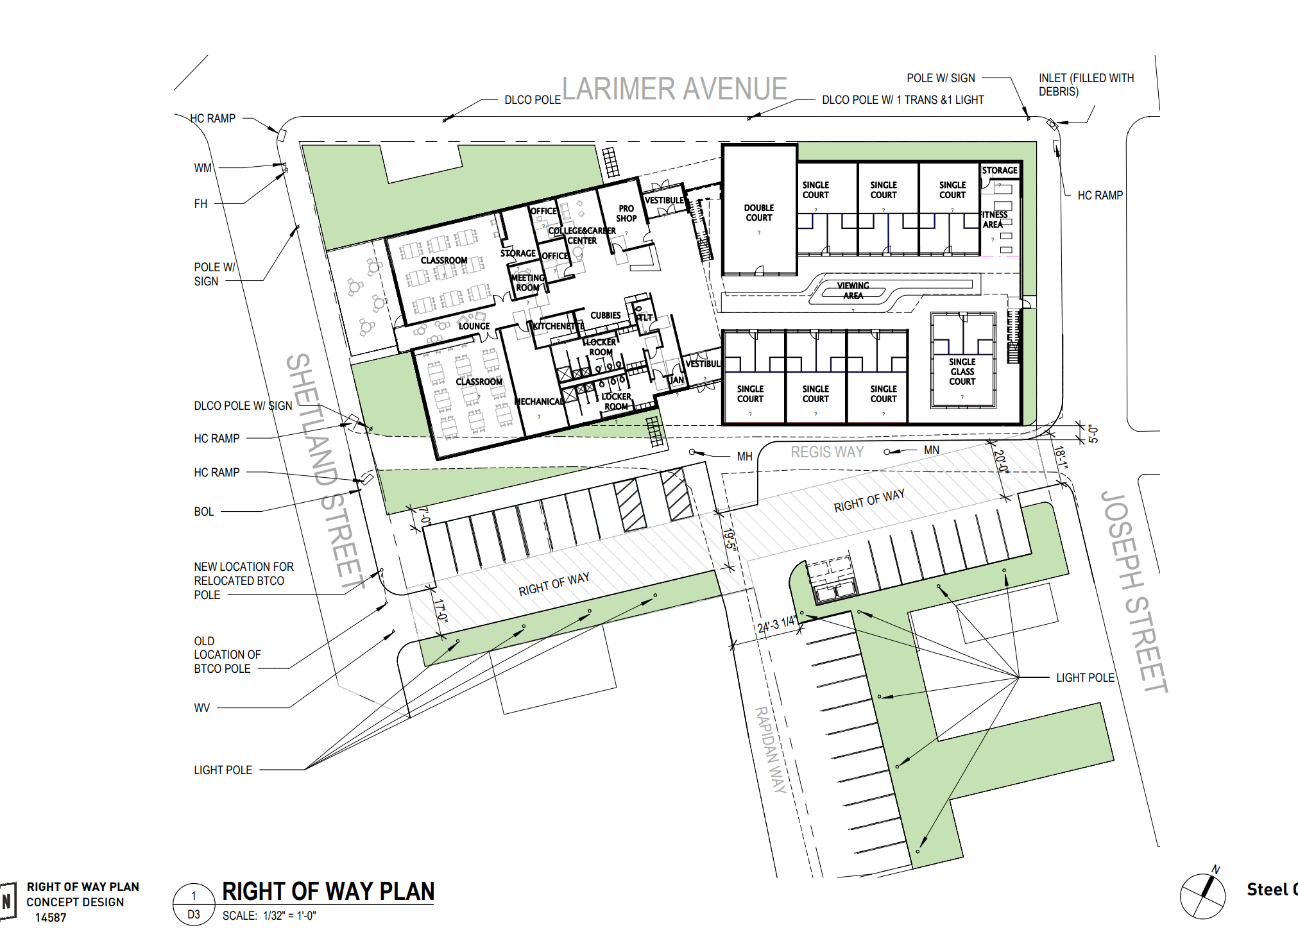 LARIMER AVENUE
POLE W/ SIGN
INLET (FILLED WITH
DEBRIS)
DLCO POLE
DLCO POLE W/ 1 TRANS &1 LIGHT
HC RAMP
WM
FH
HC RAMP
POLE W/
SIGN
DLCO POLE W/ SIGN
HC RAMP
HC RAMP
BOL
NEW LOCATION FOR
RELOCATED BTCO
POLE
OLD
LOCATION OF
BTCO POLE
WV
LIGHT POLE
SHETLAND STREET
CLASSROOM
STORAGE
OFFICE
COLLEGE&CAREER
CENTER
OFFICE
MEETING
ROOM
PRO
SHOP
VESTIBULE
LOUNGE
KITCHENETTE
CUBBIES
TLT
LOCKER
ROOM
CLASSROOM
MECHANICAL
LOCKER
ROOM
JAN
VESTIBUL
DOUBLE
COURT
SINGLE
COURT
SINGLE
COURT
SINGLE
COURT
STORAGE
FITNESS
AREA
VIEWING
AREA
SINGLE
COURT
SINGLE
COURT
SINGLE
COURT
SINGLE
GLASS
COURT
MH
REGIS WAY
MN
5'-0"
20'-0"
18'-1"
RIGHT OF WAY
7'-0"
19'-5"
RIGHT OF WAY
17'-0"
24'-3 1/4"
RAPIDAN WAY
JOSEPH STREET
LIGHT POLE
N
RIGHT OF WAY PLAN
CONCEPT DESIGN
14587
1
D3
RIGHT OF WAY PLAN
SCALE: 1/32" = 1'-0"
N
Steel